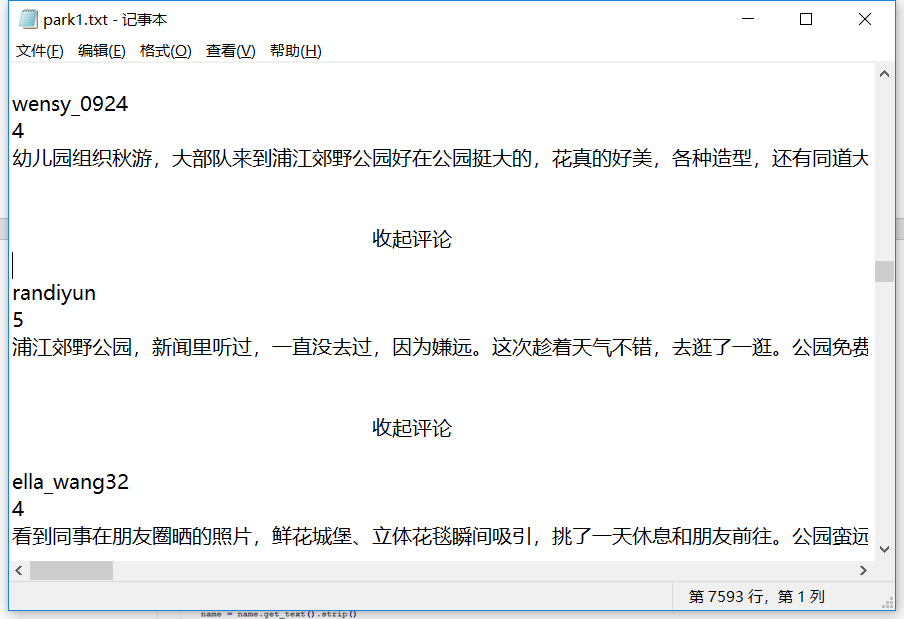 park1.txt - 记事本
文件(F) 编辑(E) 格式(O) 查看(V) 帮助(H)
wensy_0924
4
幼儿园组织秋游，大部队来到浦江郊野公园好在公园挺大的，花真的好美，各种造型，还有同道大
收起评论
randiyun
5
浦江郊野公园，新闻里听过，一直没去过，因为嫌远。这次趁着天气不错，去逛了一逛。公园免费
收起评论
ella_wang32
4
看到同事在朋友圈晒的照片，鲜花城堡、立体花毯瞬间吸引，挑了一天休息和朋友前往。公园蛮远
第 7593 行，第 1 列
name = name.get_text().strip()